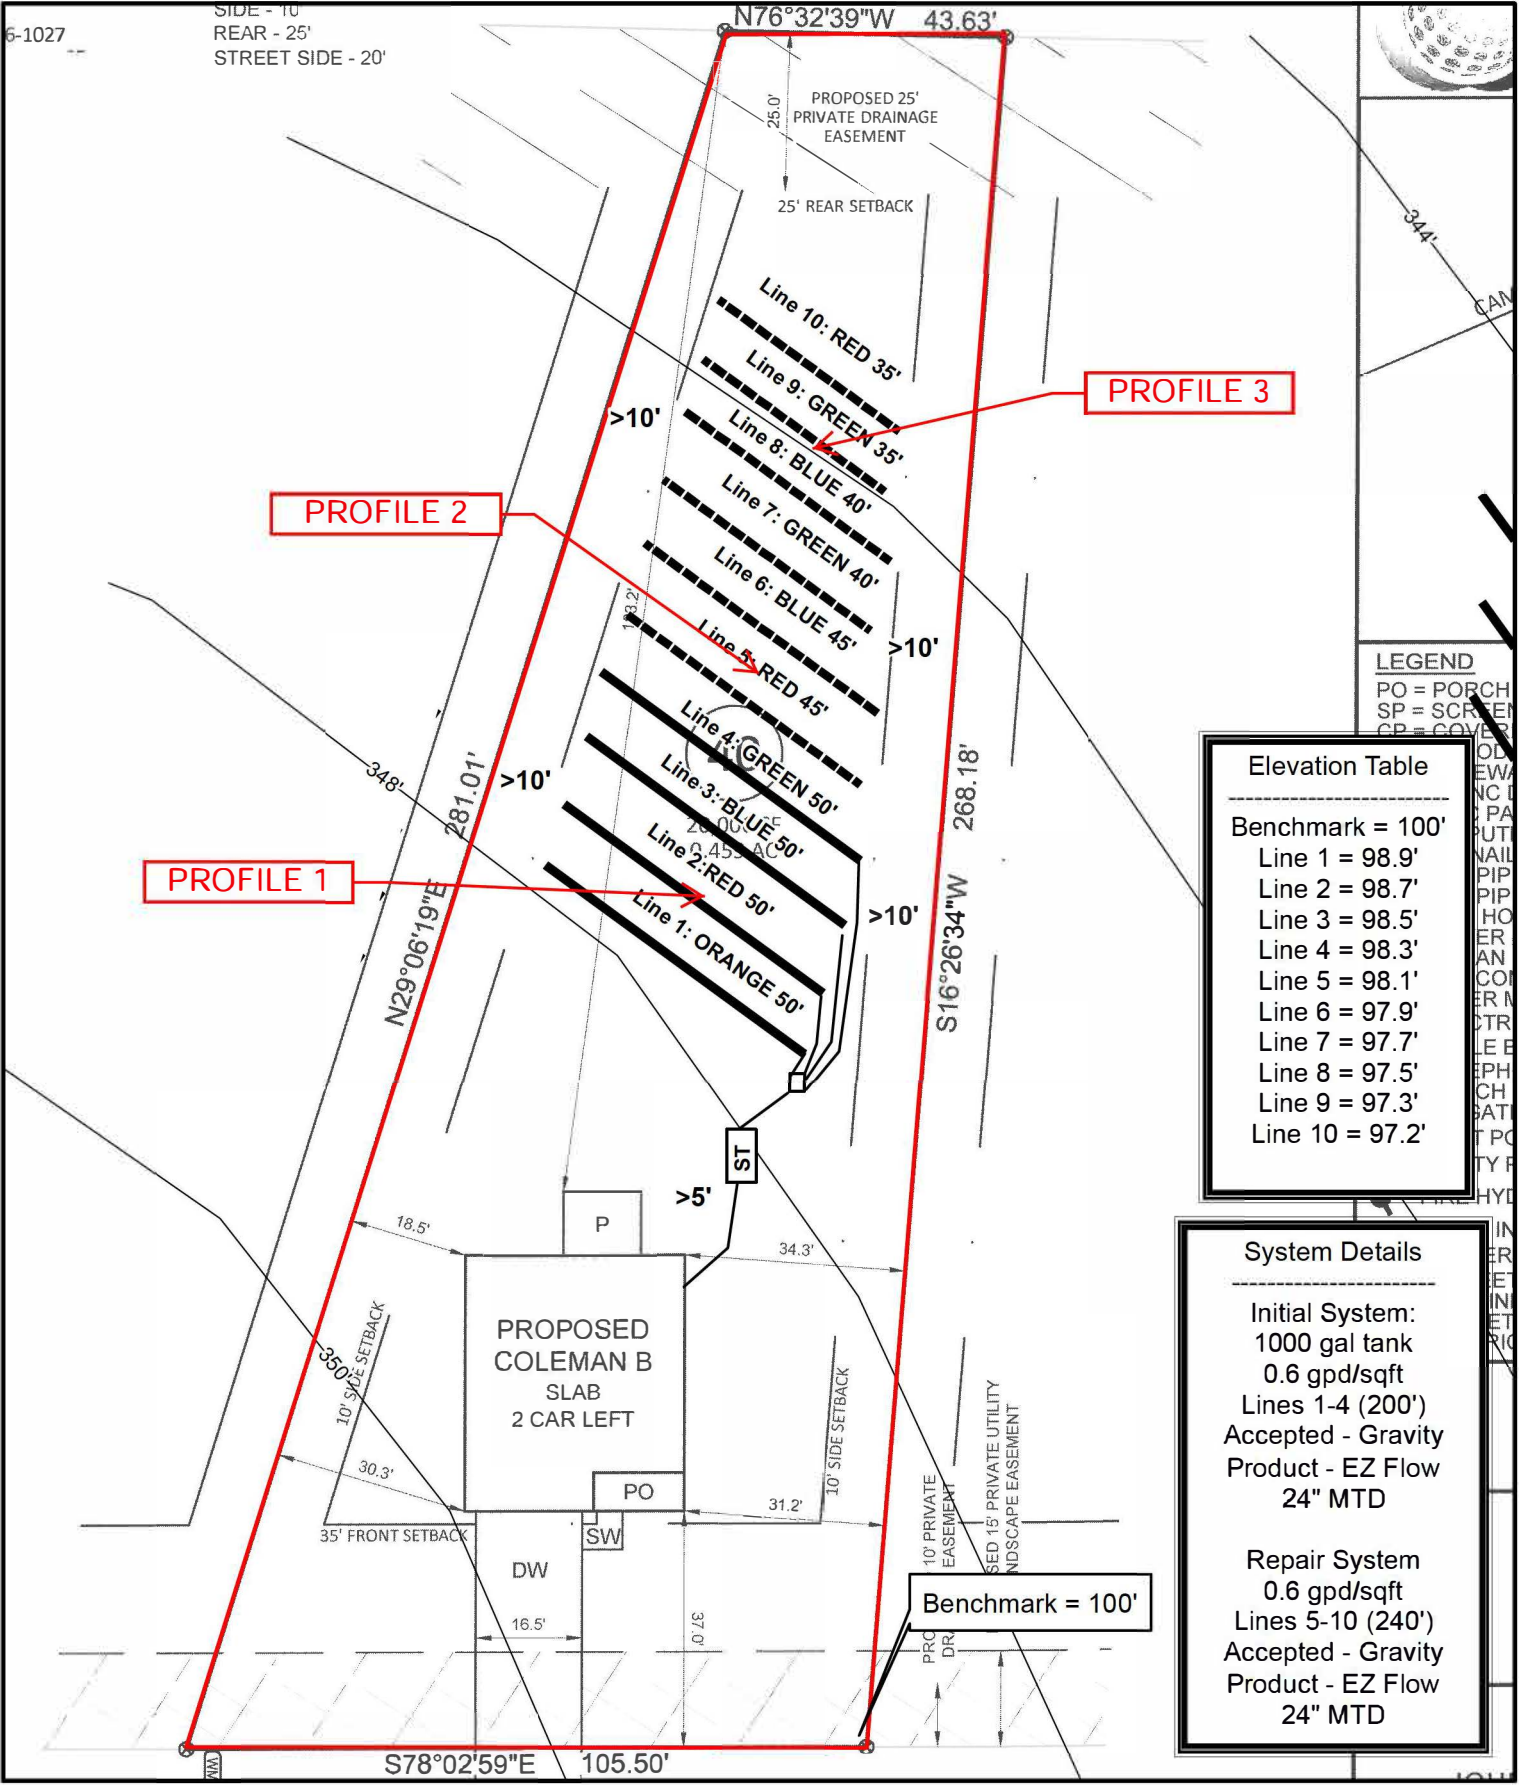 SIDE - 10'
REAR - 25'
STREET SIDE - 20'
6-1027
N76°32'39"W 43.63'
25.0'
PROPOSED 25'
PRIVATE DRAINAGE
EASEMENT
25' REAR SETBACK
344'
CAM
Line 10: RED 35'
Line 9: GREEN 35'
Line 8: BLUE 40'
Line 7: GREEN 40'
Line 6: BLUE 45'
Line 5: RED 45'
Line 4: GREEN 50'
Line 3: BLUE 50'
Line 2:RED 50'
Line 1: ORANGE 50'
PROFILE 3
PROFILE 2
PROFILE 1
>10'
>10'
>10'
>10'
348'
281.01'
N29°06'19"E
268.18'
S16°26'34"W
0.459 AC
ST
>5'
P
18.5'
34.3'
PROPOSED
COLEMAN B
SLAB
2 CAR LEFT
350'
10' SIDE SETBACK
10' SIDE SETBACK
30.3'
PO
31.2'
35' FRONT SETBACK
SW
DW
16.5'
37.0'
10' PRIVATE
EASEMENT
15' PRIVATE UTILITY
EASEMENT
Benchmark = 100'
S78°02'59"E 105.50'
WM
LEGEND
PO = PORCH
SP = SCREEN
Elevation Table
Benchmark = 100'
Line 1 = 98.9'
Line 2 = 98.7'
Line 3 = 98.5'
Line 4 = 98.3'
Line 5 = 98.1'
Line 6 = 97.9'
Line 7 = 97.7'
Line 8 = 97.5'
Line 9 = 97.3'
Line 10 = 97.2'
System Details
Initial System:
1000 gal tank
0.6 gpd/sqft
Lines 1-4 (200')
Accepted - Gravity
Product - EZ Flow
24" MTD
Repair System
0.6 gpd/sqft
Lines 5-10 (240')
Accepted - Gravity
Product - EZ Flow
24" MTD